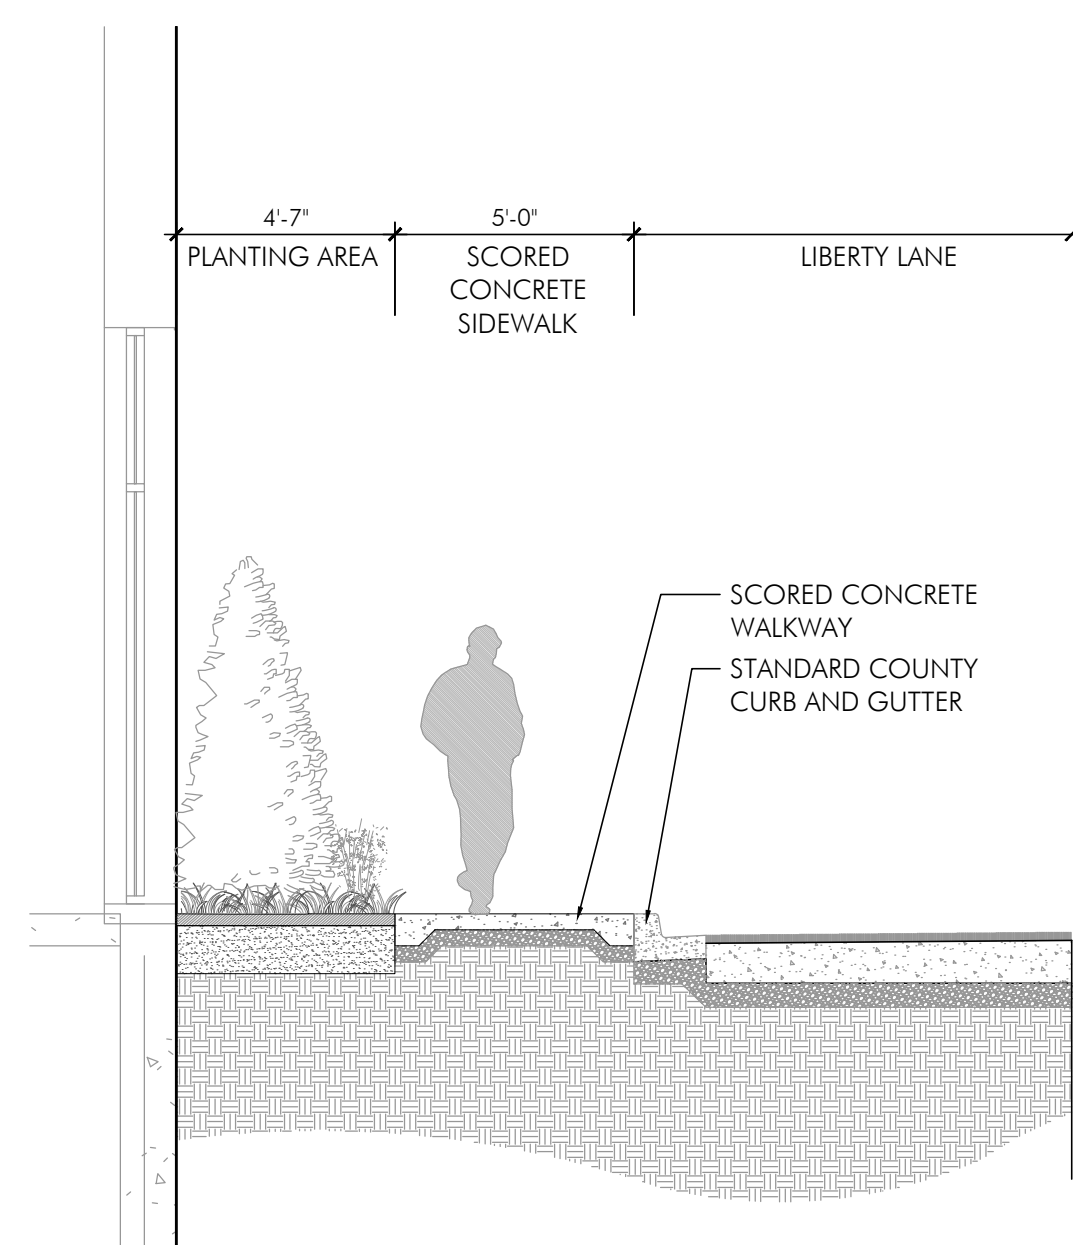 4'-7"
5'-0"
PLANTING AREA
SCORED
CONCRETE
SIDEWALK
LIBERTY LANE
SCORED CONCRETE
WALKWAY
STANDARD COUNTY
CURB AND GUTTER